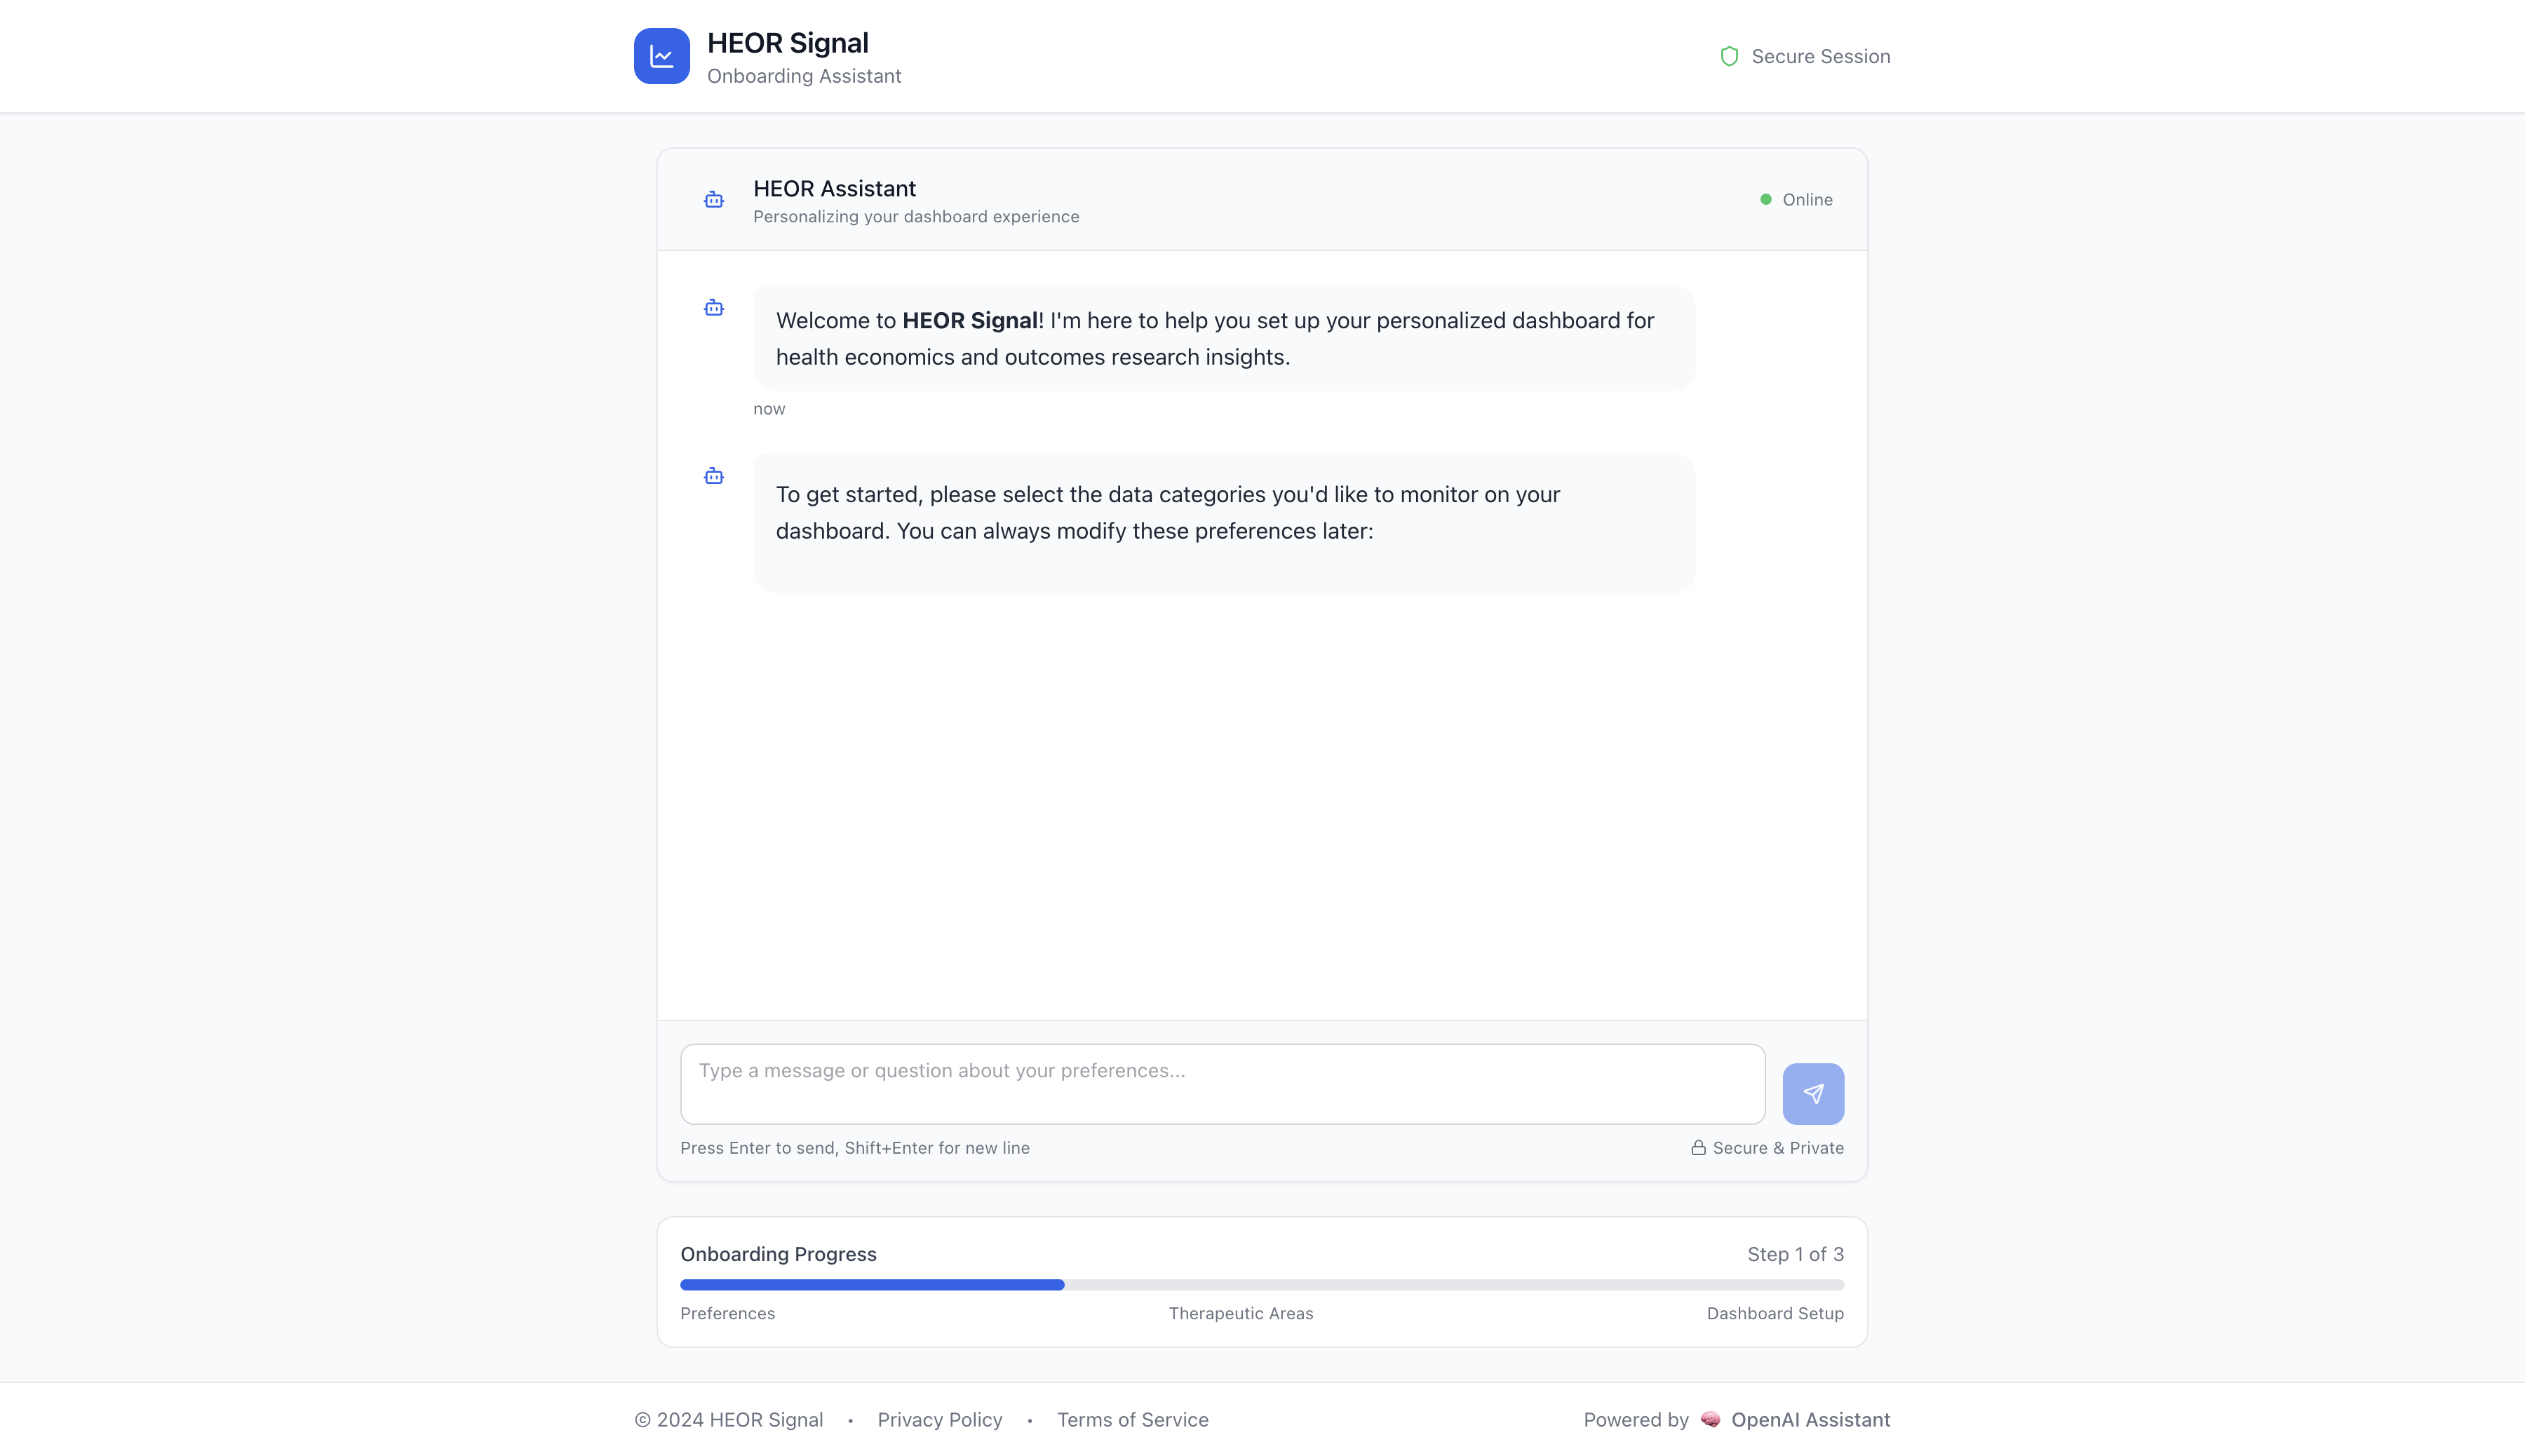 HEOR Signal
Onboarding Assistant
Secure Session
HEOR Assistant
Personalizing your dashboard experience
Online
Welcome to HEOR Signal! I'm here to help you set up your personalized dashboard for
health economics and outcomes research insights.
now
To get started, please select the data categories you'd like to monitor on your
dashboard. You can always modify these preferences later:
Type a message or question about your preferences...
Press Enter to send, Shift+Enter for new line
Secure & Private
Onboarding Progress
Step 1 of 3
Preferences
Therapeutic Areas
Dashboard Setup
© 2024 HEOR Signal • Privacy Policy • Terms of Service
Powered by 🧠 OpenAI Assistant